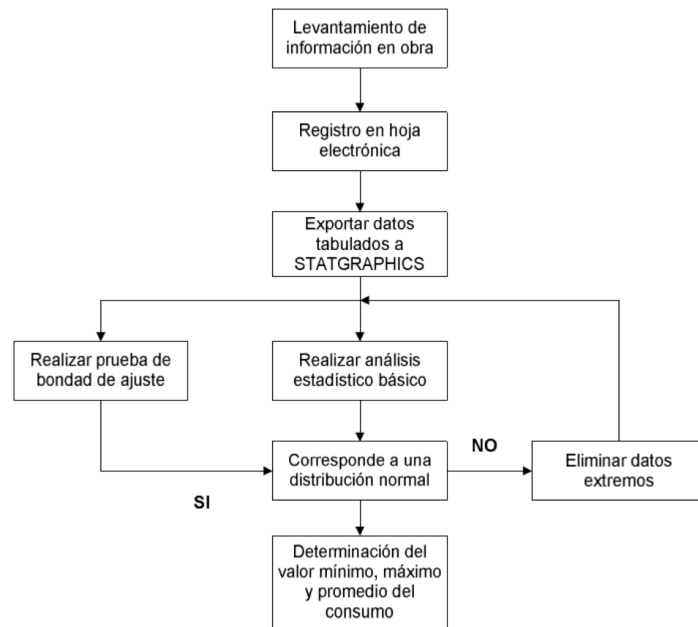 Levantamiento de
información en obra
Registro en hoja
electrónica
Exportar datos
tabulados a
STATGRAPHICS
Realizar prueba de
bondad de ajuste
Realizar análisis
estadístico básico
Corresponde a una
distribución normal
NO
Eliminar datos
extremos
SI
Determinación del
valor mínimo, máximo
y promedio del
consumo